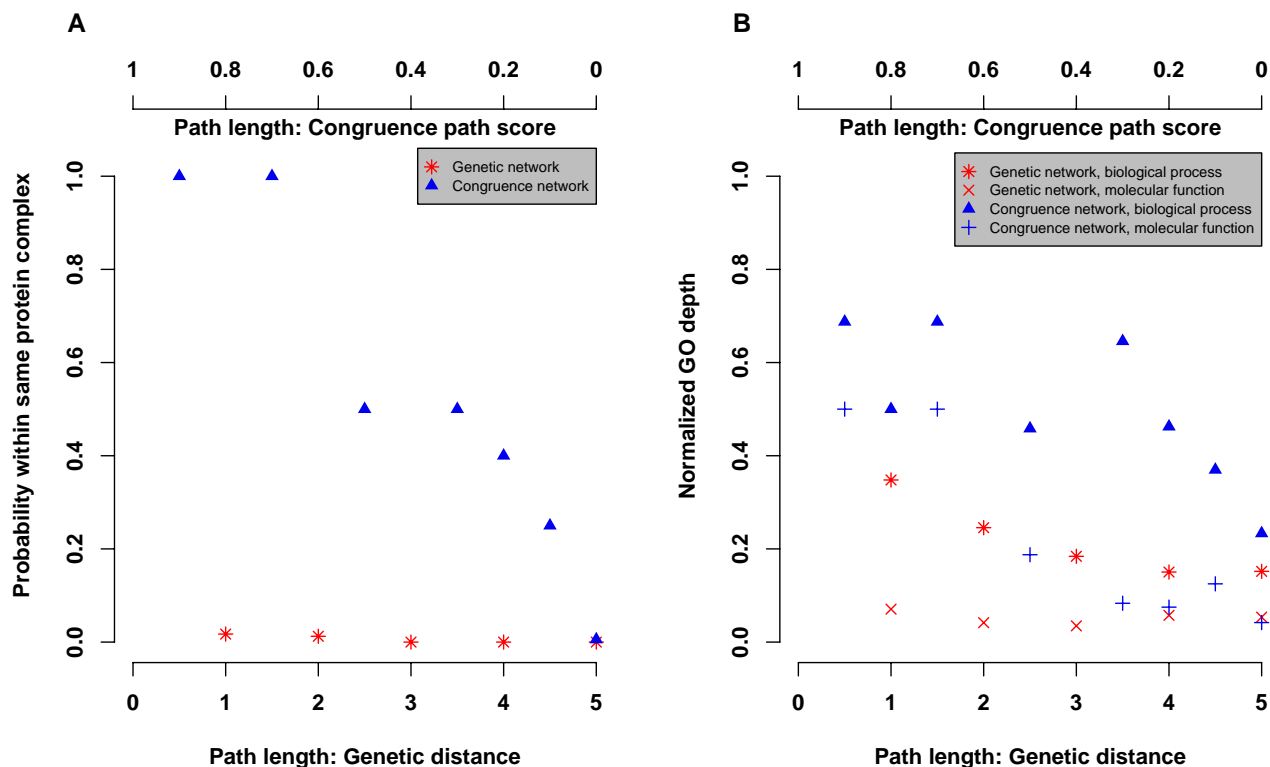 A
1 0.8 0.6 0.4 0.2 0
Path length: Congruence path score
Genetic network
Congruence network
Probability within same protein complex
1.0
0.8
0.6
0.4
0.2
0.0
0 1 2 3 4 5
Path length: Genetic distance
B
1 0.8 0.6 0.4 0.2 0
Path length: Congruence path score
Genetic network, biological process
Genetic network, molecular function
Congruence network, biological process
Congruence network, molecular function
Normalized GO depth
1.0
0.8
0.6
0.4
0.2
0.0
0 1 2 3 4 5
Path length: Genetic distance